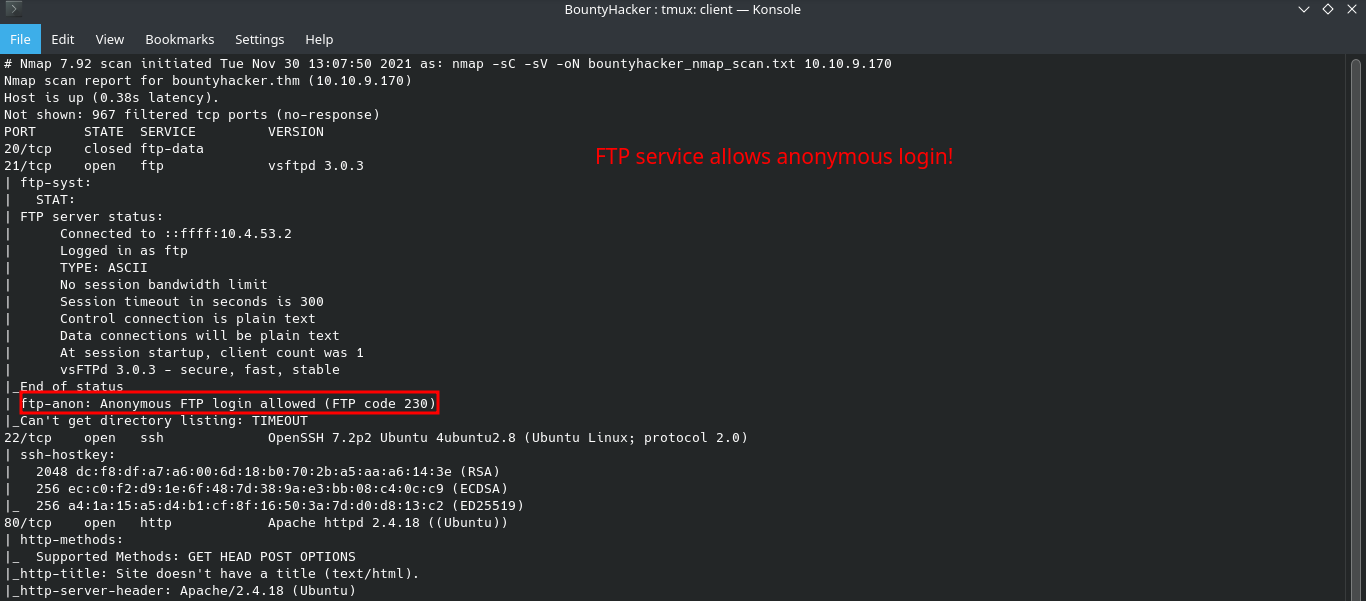 BountyHacker : tmux: client — Konsole
File Edit View Bookmarks Settings Help
# Nmap 7.92 scan initiated Tue Nov 30 13:07:50 2021 as: nmap -sC -sV -oN bountyhacker_nmap_scan.txt 10.10.9.170
Nmap scan report for bountyhacker.thm (10.10.9.170)
Host is up (0.38s latency).
Not shown: 967 filtered tcp ports (no-response)
PORT      STATE  SERVICE         VERSION
20/tcp    closed ftp-data
FTP service allows anonymous login!
21/tcp    open   ftp             vsftpd 3.0.3
| ftp-syst:
|   STAT:
| FTP server status:
|      Connected to ::ffff:10.4.53.2
|      Logged in as ftp
|      TYPE: ASCII
|      No session bandwidth limit
|      Session timeout in seconds is 300
|      Control connection is plain text
|      Data connections will be plain text
|      At session startup, client count was 1
|      vsFTPd 3.0.3 - secure, fast, stable
|_End of status
| ftp-anon: Anonymous FTP login allowed (FTP code 230)
|_Can't get directory listing: TIMEOUT
22/tcp    open   ssh             OpenSSH 7.2p2 Ubuntu 4ubuntu2.8 (Ubuntu Linux; protocol 2.0)
| ssh-hostkey:
|   2048 dc:f8:df:a7:a6:00:6d:18:b0:70:2b:a5:aa:a6:14:3e (RSA)
|   256 ec:c0:f2:d9:1e:6f:48:7d:38:9a:e3:bb:08:c4:0c:c9 (ECDSA)
|_  256 a4:1a:15:a5:d4:b1:cf:8f:16:50:3a:7d:d0:d8:13:c2 (ED25519)
80/tcp    open   http            Apache httpd 2.4.18 ((Ubuntu))
| http-methods:
|_  Supported Methods: GET HEAD POST OPTIONS
|_http-title: Site doesn't have a title (text/html).
|_http-server-header: Apache/2.4.18 (Ubuntu)